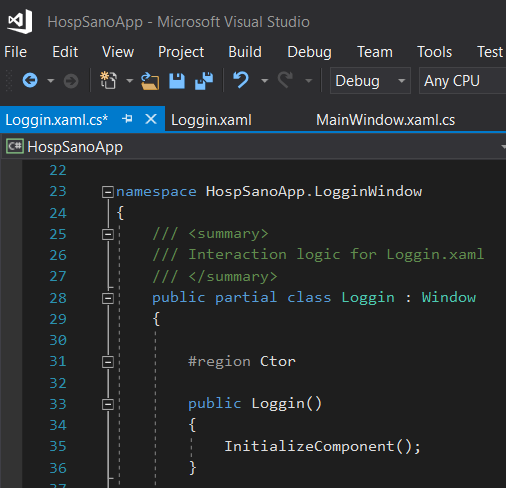 HospSanoApp - Microsoft Visual Studio
File Edit View Project Build Debug Team Tools Test
Debug Any CPU
Loggin.xaml.cs* Loggin.xaml MainWindow.xaml.cs
C# HospSanoApp
22
23 namespace HospSanoApp.LogginWindow
24 {
25 /// <summary>
26 /// Interaction logic for Loggin.xaml
27 /// </summary>
28 public partial class Loggin : Window
29 {
30
31 #region Ctor
32
33 public Loggin()
34 {
35 InitializeComponent();
36 }
37